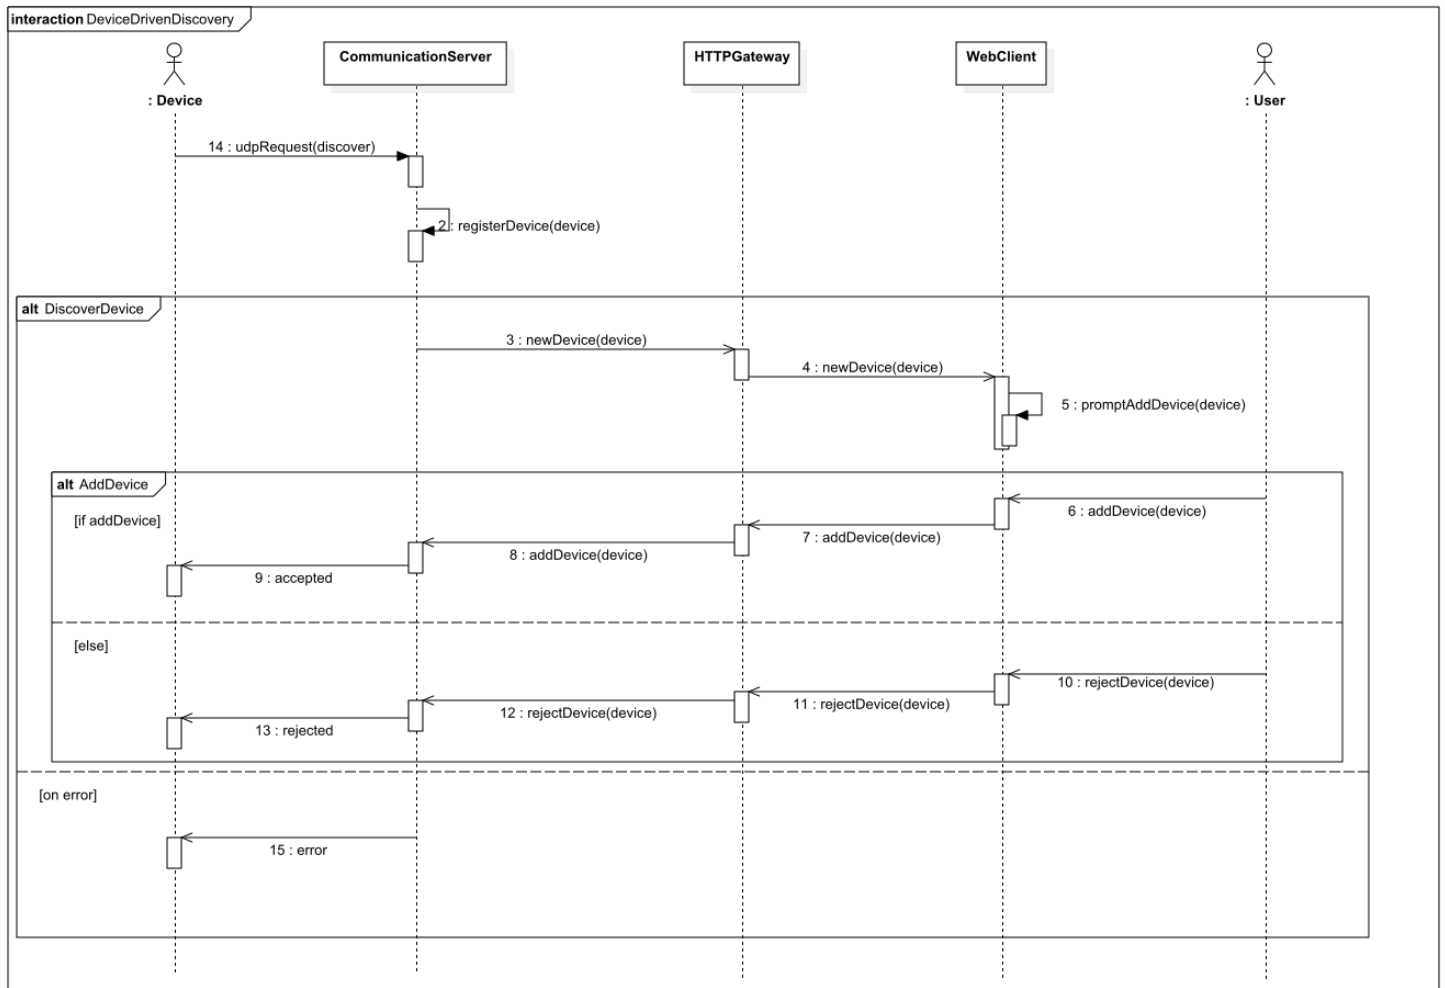 interaction DeviceDrivenDiscovery
CommunicationServer
HTTPGateway
WebClient
: Device
: User
14 : udpRequest(discover)
2 : registerDevice(device)
alt DiscoverDevice
3 : newDevice(device)
4 : newDevice(device)
5 : promptAddDevice(device)
alt AddDevice
[if addDevice]
6 : addDevice(device)
7 : addDevice(device)
8 : addDevice(device)
9 : accepted
[else]
10 : rejectDevice(device)
11 : rejectDevice(device)
12 : rejectDevice(device)
13 : rejected
[on error]
15 : error